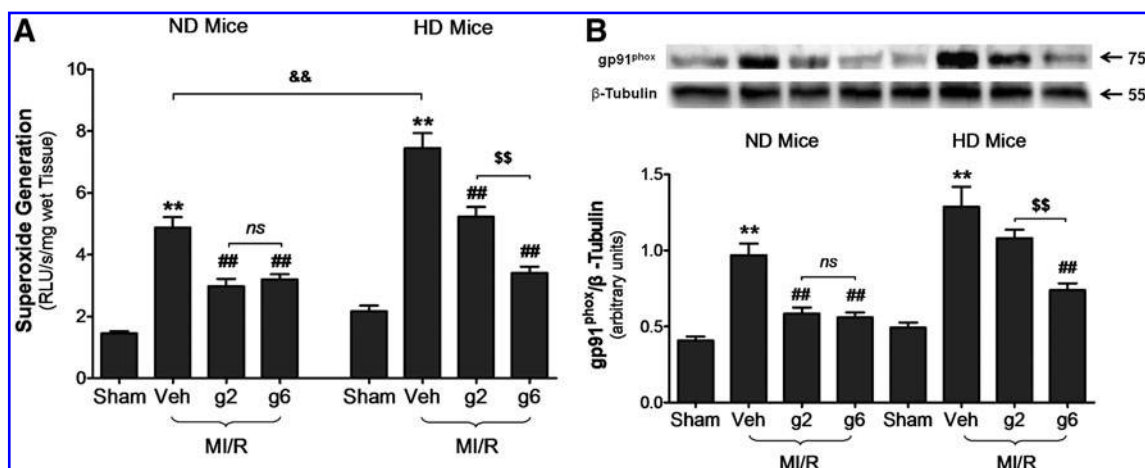 A
ND Mice
HD Mice
Superoxide Generation
(RLU/s/mg wet Tissue)
10
8
6
4
2
0
&&
**
ns
##
##
**
$$
##
##
Sham Veh g2 g6 Sham Veh g2 g6
MI/R
MI/R
B
gp91phox
75
β-Tubulin
55
ND Mice
HD Mice
gp91phox/β -Tubulin
(arbitrary units)
1.5
1.0
0.5
0.0
**
ns
##
##
**
$$
##
Sham Veh g2 g6 Sham Veh g2 g6
MI/R
MI/R